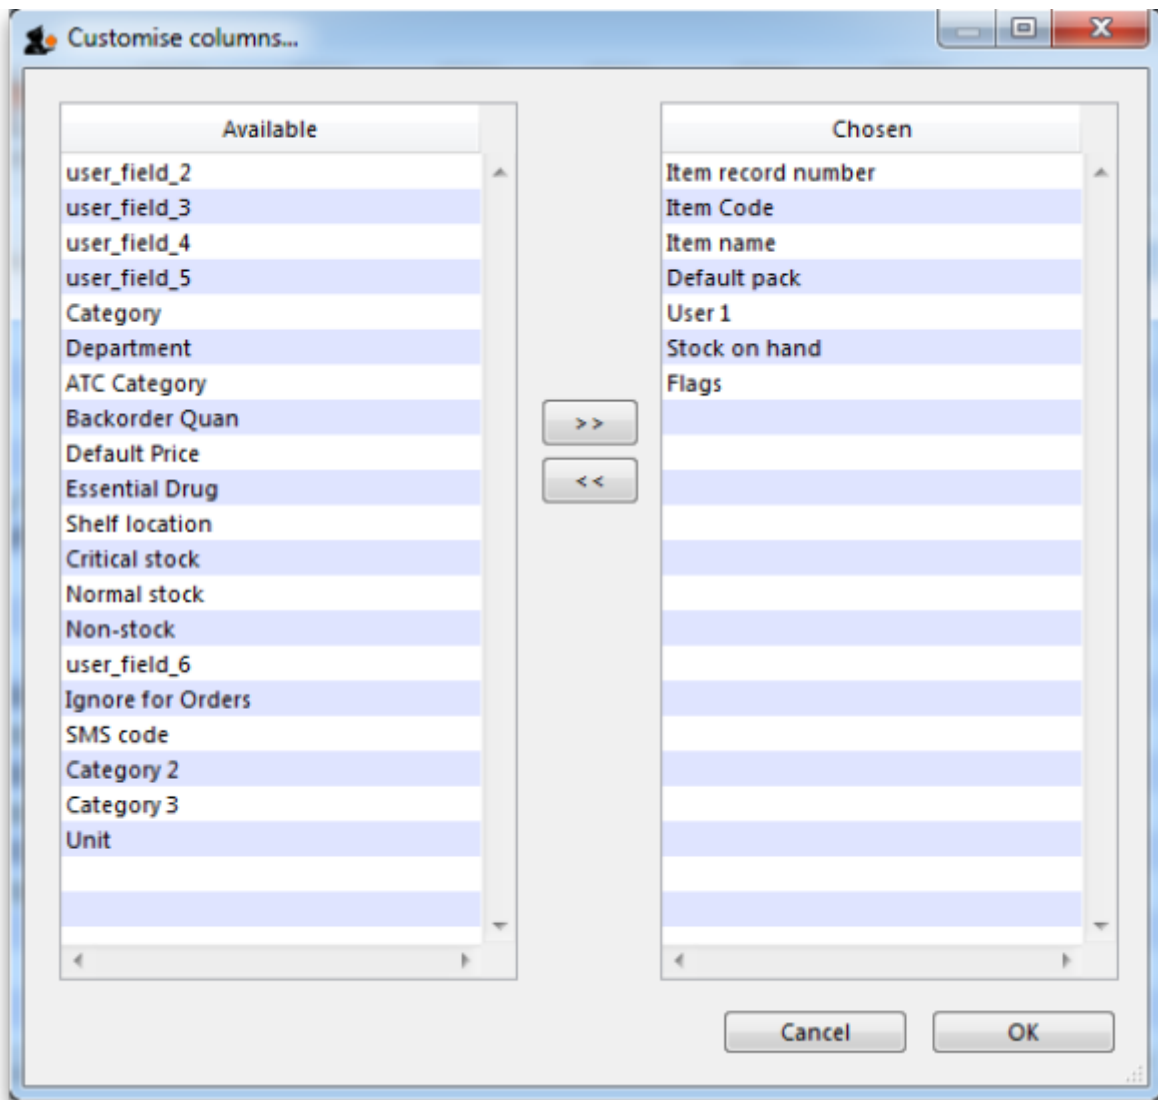 Customise columns...
Available
user_field_2
user_field_3
user_field_4
user_field_5
Category
Department
ATC Category
Backorder Quan
Default Price
Essential Drug
Shelf location
Critical stock
Normal stock
Non-stock
user_field_6
Ignore for Orders
SMS code
Category 2
Category 3
Unit
>>
<<
Chosen
Item record number
Item Code
Item name
Default pack
User 1
Stock on hand
Flags
Cancel
OK